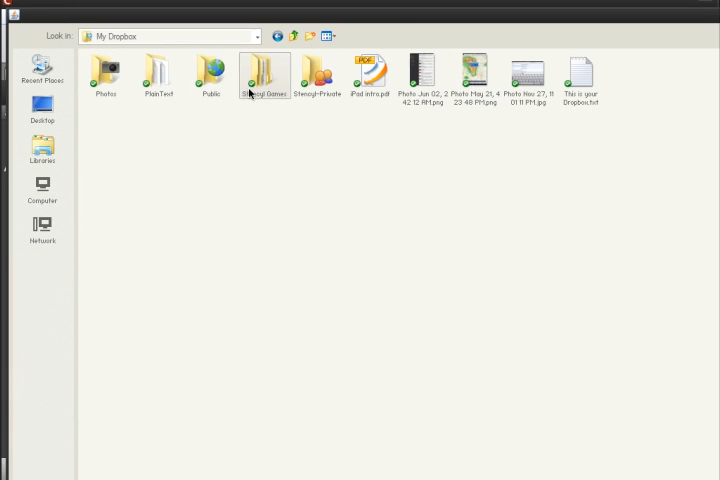 Look in: My Dropbox
Recent Places
Desktop
Libraries
Computer
Network
Photos
PlainText
Public
Stencyl Games
Stencyl-Private
PDF
iPad intro.pdf
Photo Jun 02, 2
42 12 AM.png
Photo May 21, 4
23 48 PM.png
Photo Nov 27, 11
01 11 PM.jpg
This is your
Dropbox.txt